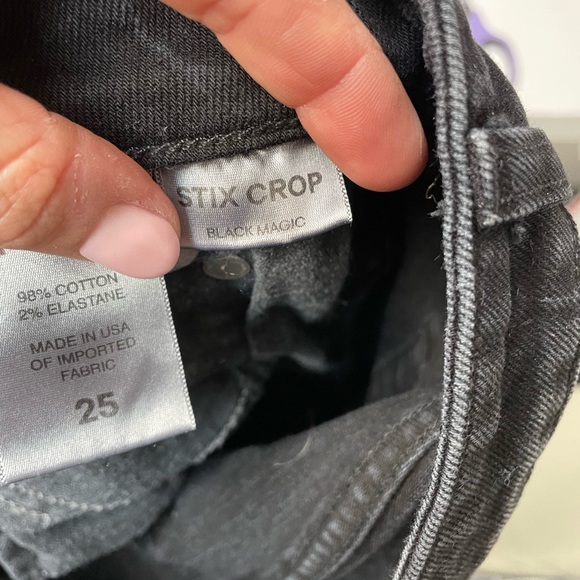 STIX CROP
BLACK MAGIC
98% COTTON
2% ELASTANE
MADE IN USA
OF IMPORTED
FABRIC
25